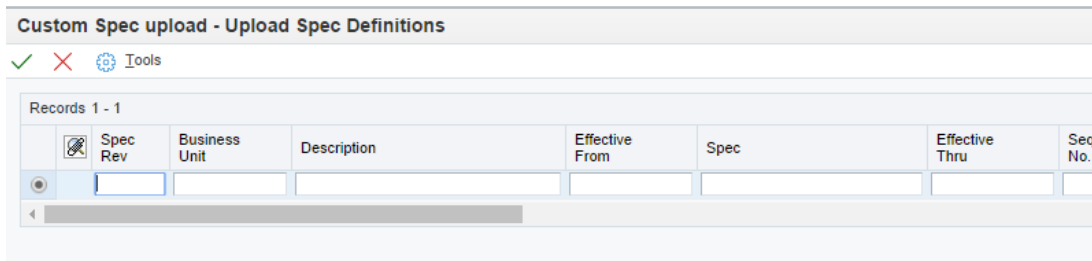 Custom Spec upload - Upload Spec Definitions
Tools
Records 1 - 1
Spec Rev
Business Unit
Description
Effective From
Spec
Effective Thru
No.